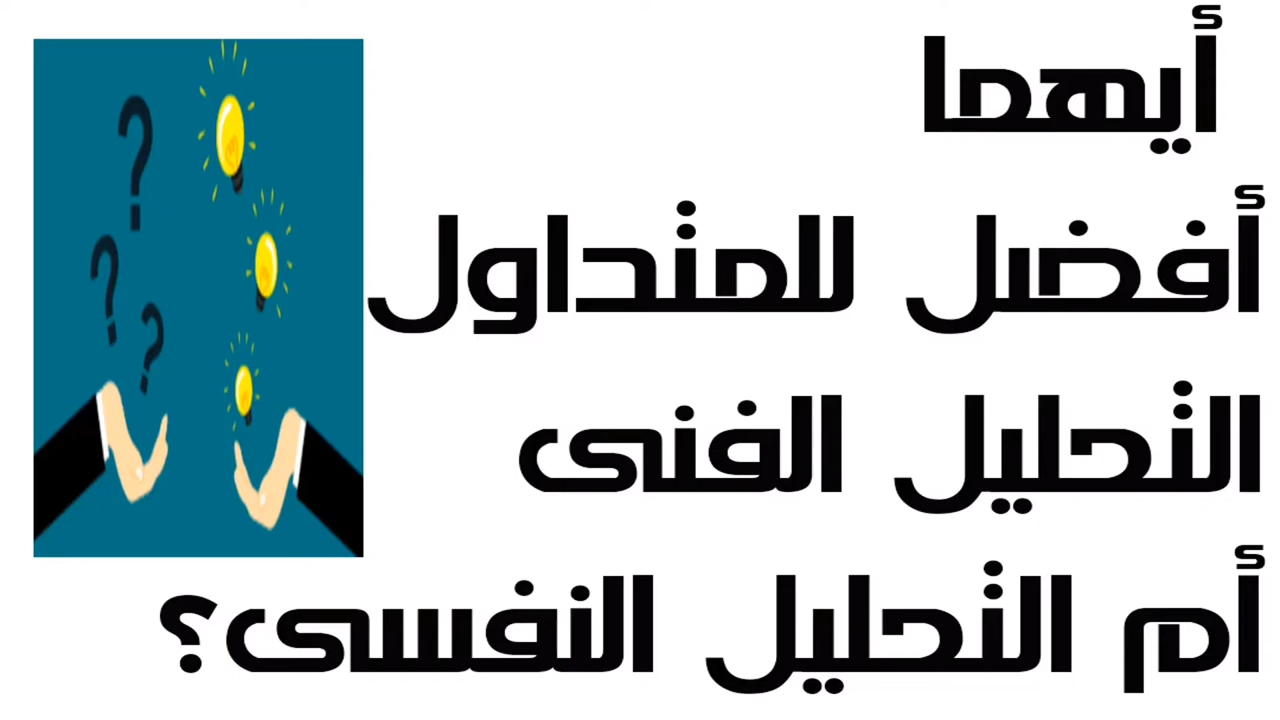 أيهما
أفضل للمتداول
التحليل الفنى
أم التحليل النفسى؟
? ? ?